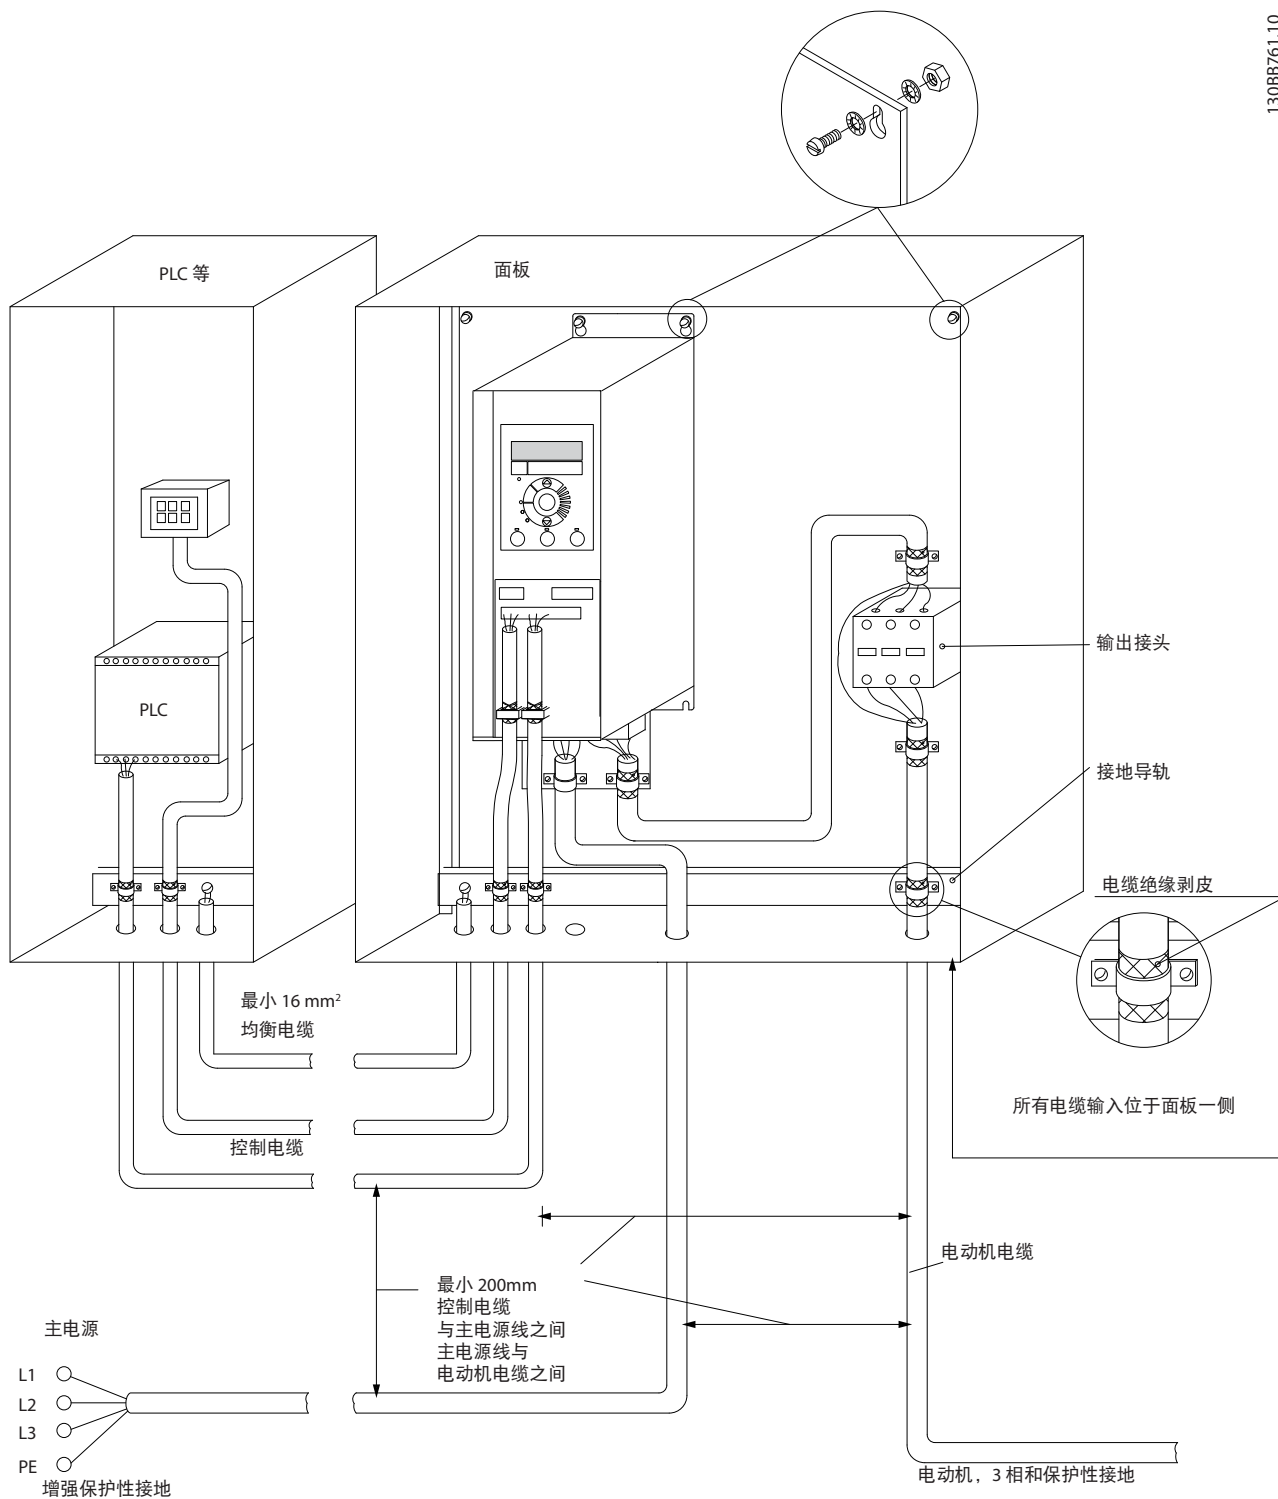 130BB761.10
PLC 等
面板
输出接头
PLC
接地导轨
电缆绝缘剥皮
最小 16 mm²
均衡电缆
所有电缆输入位于面板一侧
控制电缆
电动机电缆
最小 200mm
控制电缆
与主电源线之间
主电源线与
电动机电缆之间
主电源
L1
L2
L3
PE
增强保护性接地
电动机，3 相和保护性接地